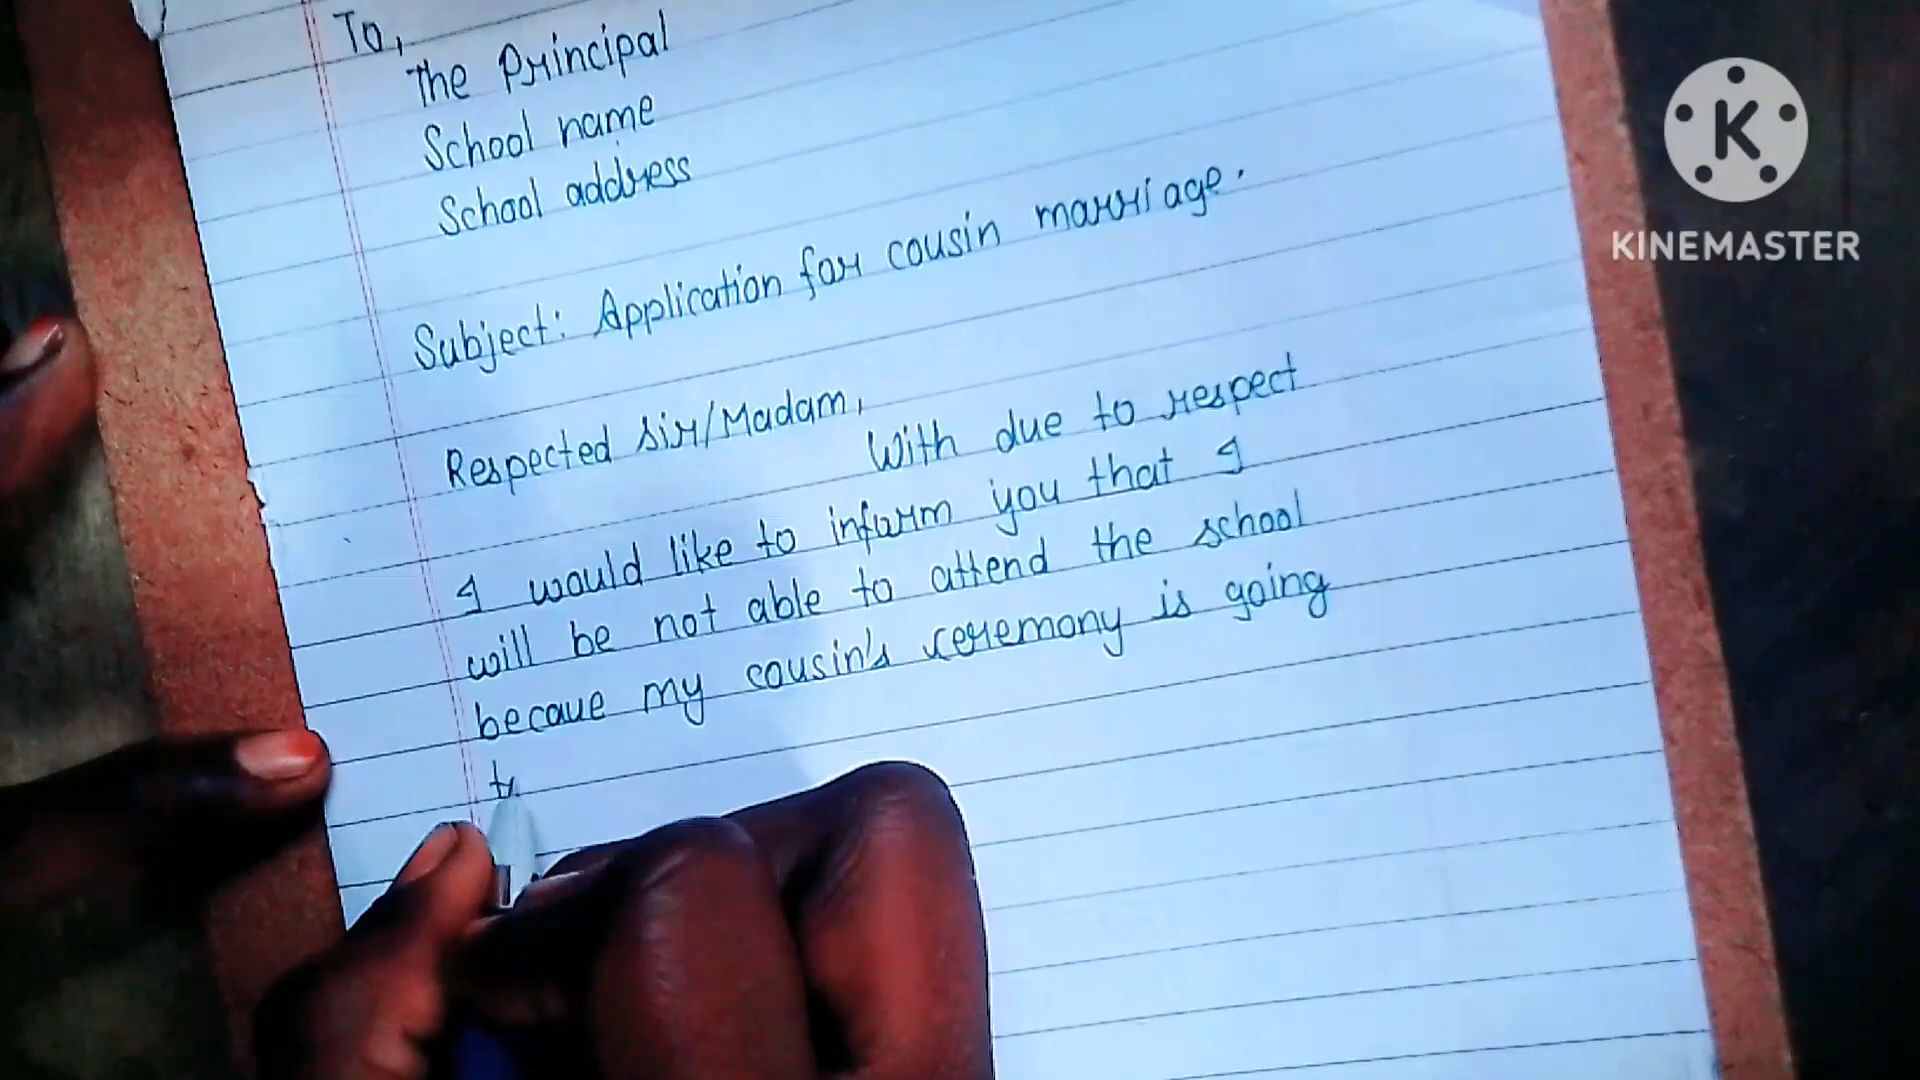 To,
The Principal
School name
School address
Subject: Application for cousin marriage.
Respected sir/Madam,
With due to respect
I would like to inform you that I
will be not able to attend the school
becaue my cousin's ceremony is going
K
KINEMASTER